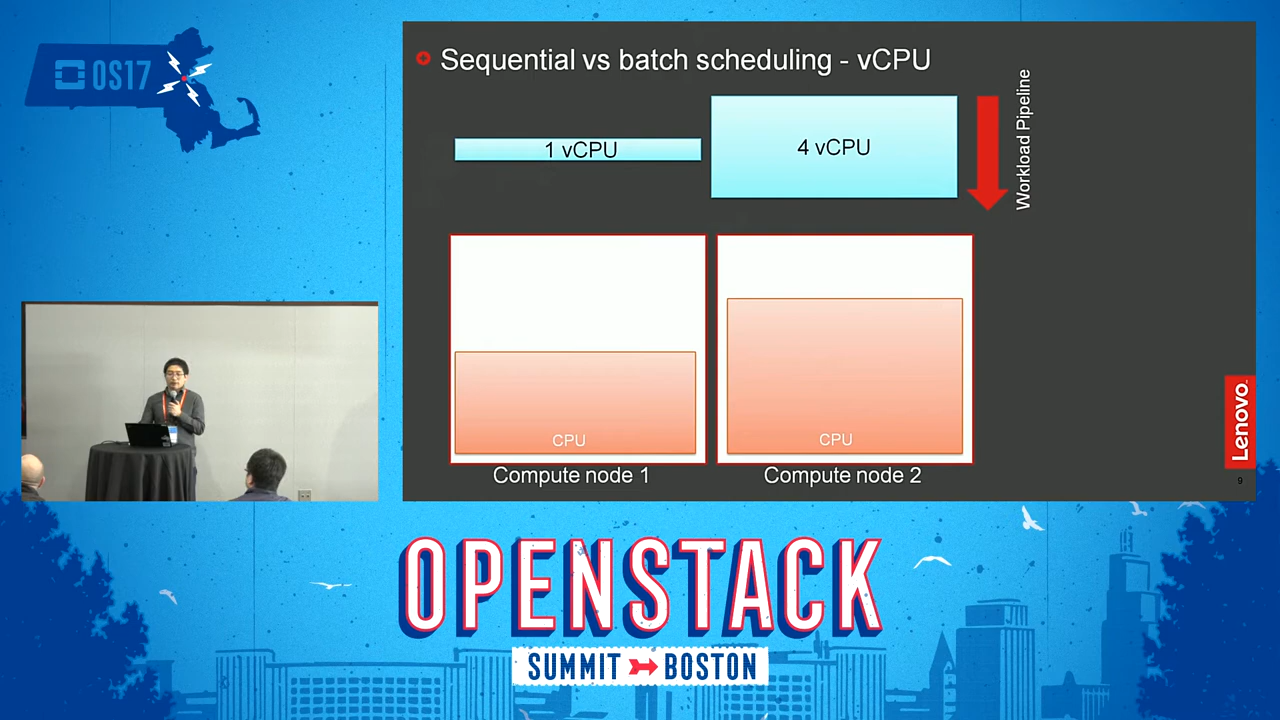 OS17
Sequential vs batch scheduling - vCPU
1 vCPU
4 vCPU
Workload Pipeline
CPU
CPU
Compute node 1
Compute node 2
Lenovo
9
OPENSTACK
SUMMIT BOSTON